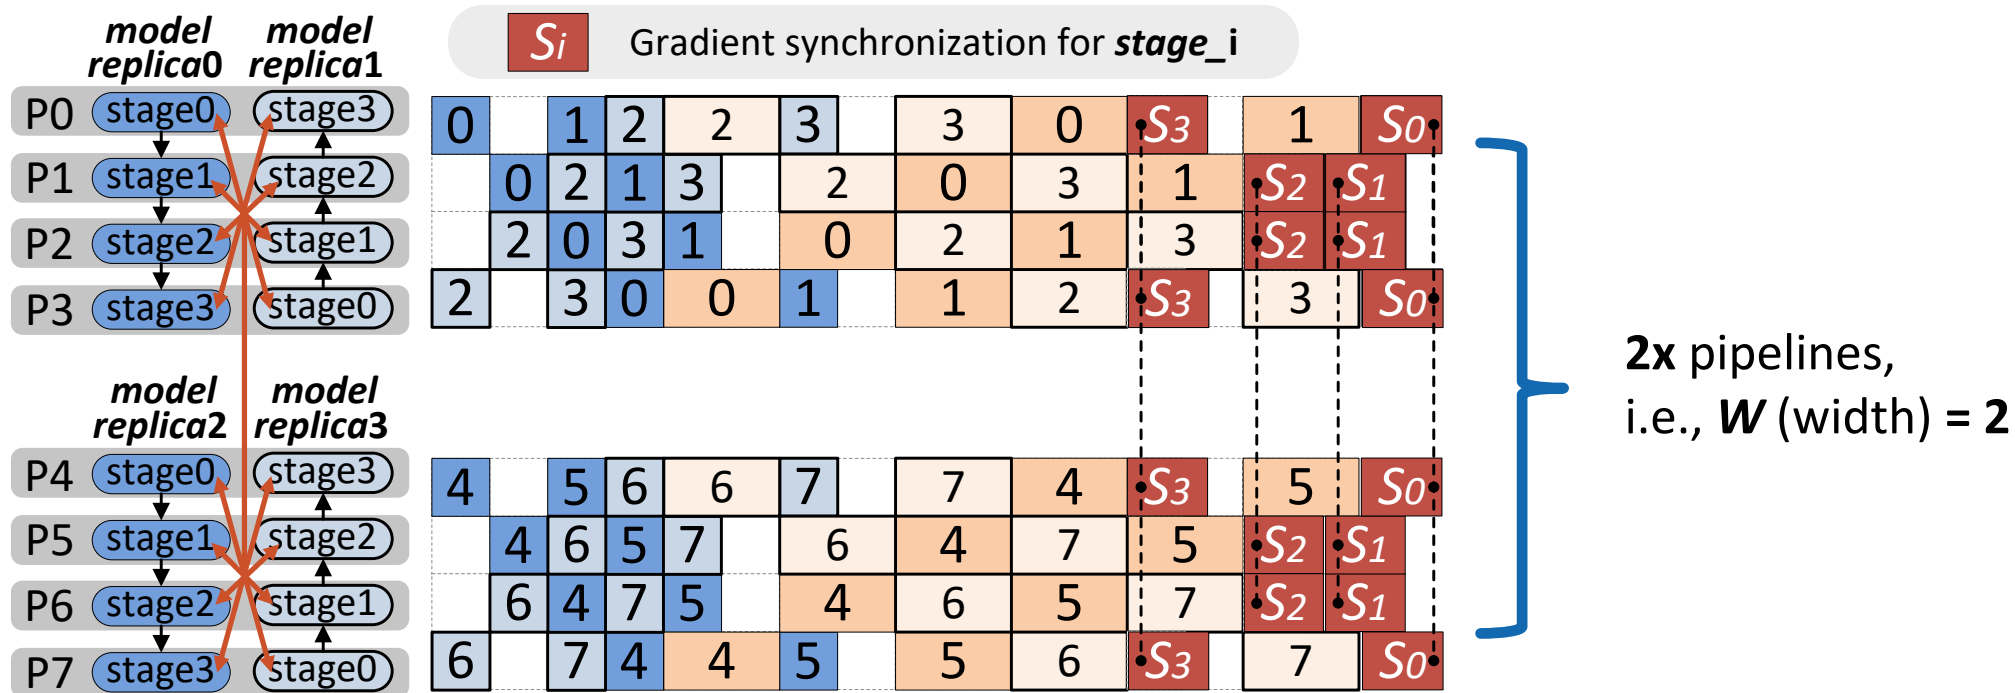 model replica0 model replica1
Si Gradient synchronization for stage_i
P0 stage0 stage3 0 1 2 2 3 3 0 S3 1 S0
P1 stage1 stage2 0 2 1 3 2 0 3 1 S2 S1
P2 stage2 stage1 2 0 3 1 0 2 1 3 S2 S1
P3 stage3 stage0 2 3 0 0 1 1 2 S3 3 S0
2x pipelines,
i.e., W (width) = 2
model replica2 model replica3
P4 stage0 stage3 4 5 6 6 7 7 4 S3 5 S0
P5 stage1 stage2 4 6 5 7 6 4 7 5 S2 S1
P6 stage2 stage1 6 4 7 5 4 6 5 7 S2 S1
P7 stage3 stage0 6 7 4 4 5 5 6 S3 7 S0